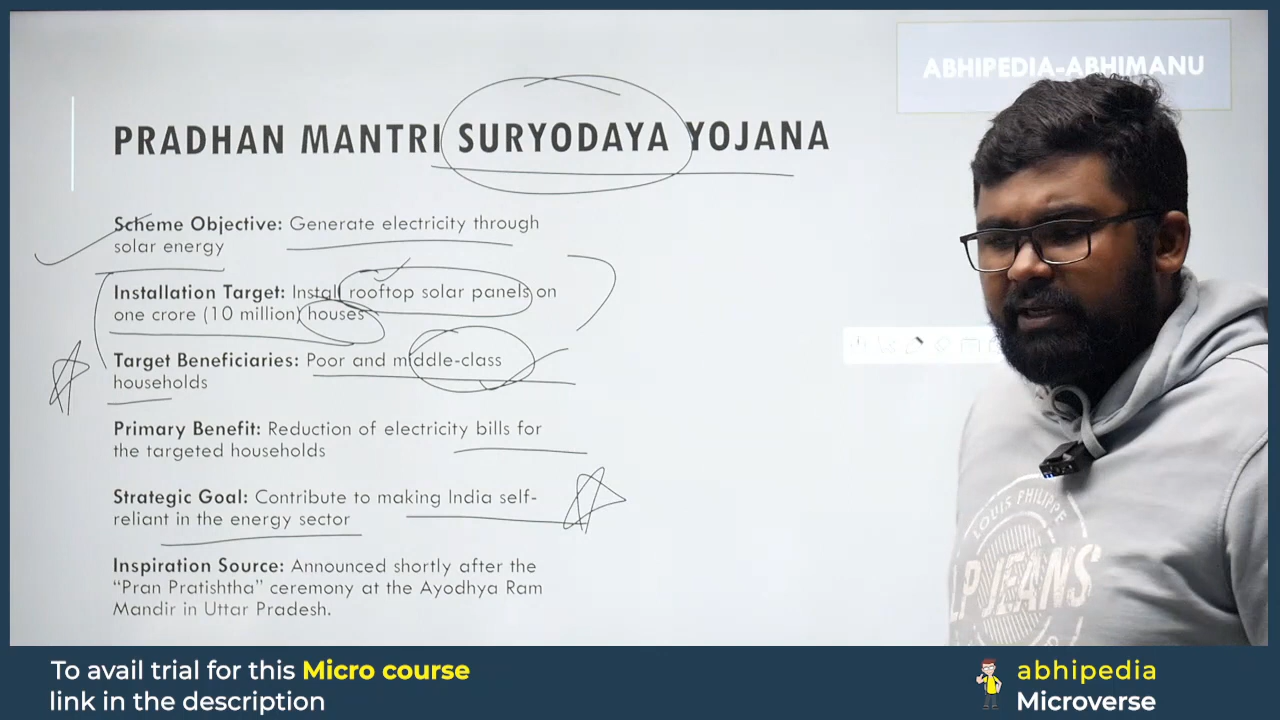 ABHIPEDIA-ABHIMANU
PRADHAN MANTRI SURYODAYA YOJANA
Scheme Objective: Generate electricity through
solar energy
Installation Target: Install rooftop solar panels on
one crore (10 million) houses
Target Beneficiaries: Poor and middle-class
households
Primary Benefit: Reduction of electricity bills for
the targeted households
Strategic Goal: Contribute to making India self-
reliant in the energy sector
Inspiration Source: Announced shortly after the
“Pran Pratishtha” ceremony at the Ayodhya Ram
Mandir in Uttar Pradesh.
LOUIS PHILIPPE
LP JEANS
To avail trial for this Micro course
link in the description
abhipedia
Microverse